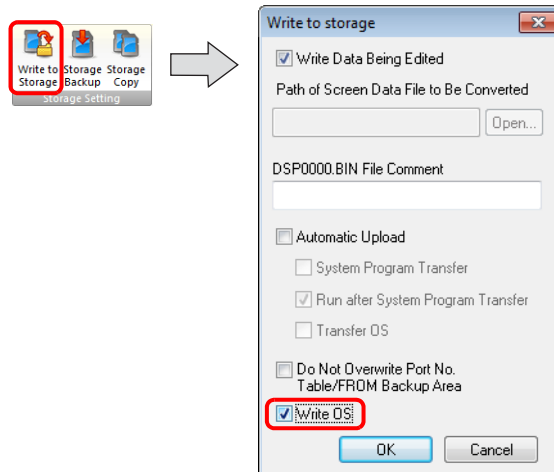 Write to Storage Storage
Storage Backup Copy
Storage Setting
Write to storage
Write Data Being Edited
Path of Screen Data File to Be Converted
Open...
DSP0000.BIN File Comment
Automatic Upload
System Program Transfer
Run after System Program Transfer
Transfer OS
Do Not Overwrite Port No.
Table/FROM Backup Area
Write OS
OK Cancel